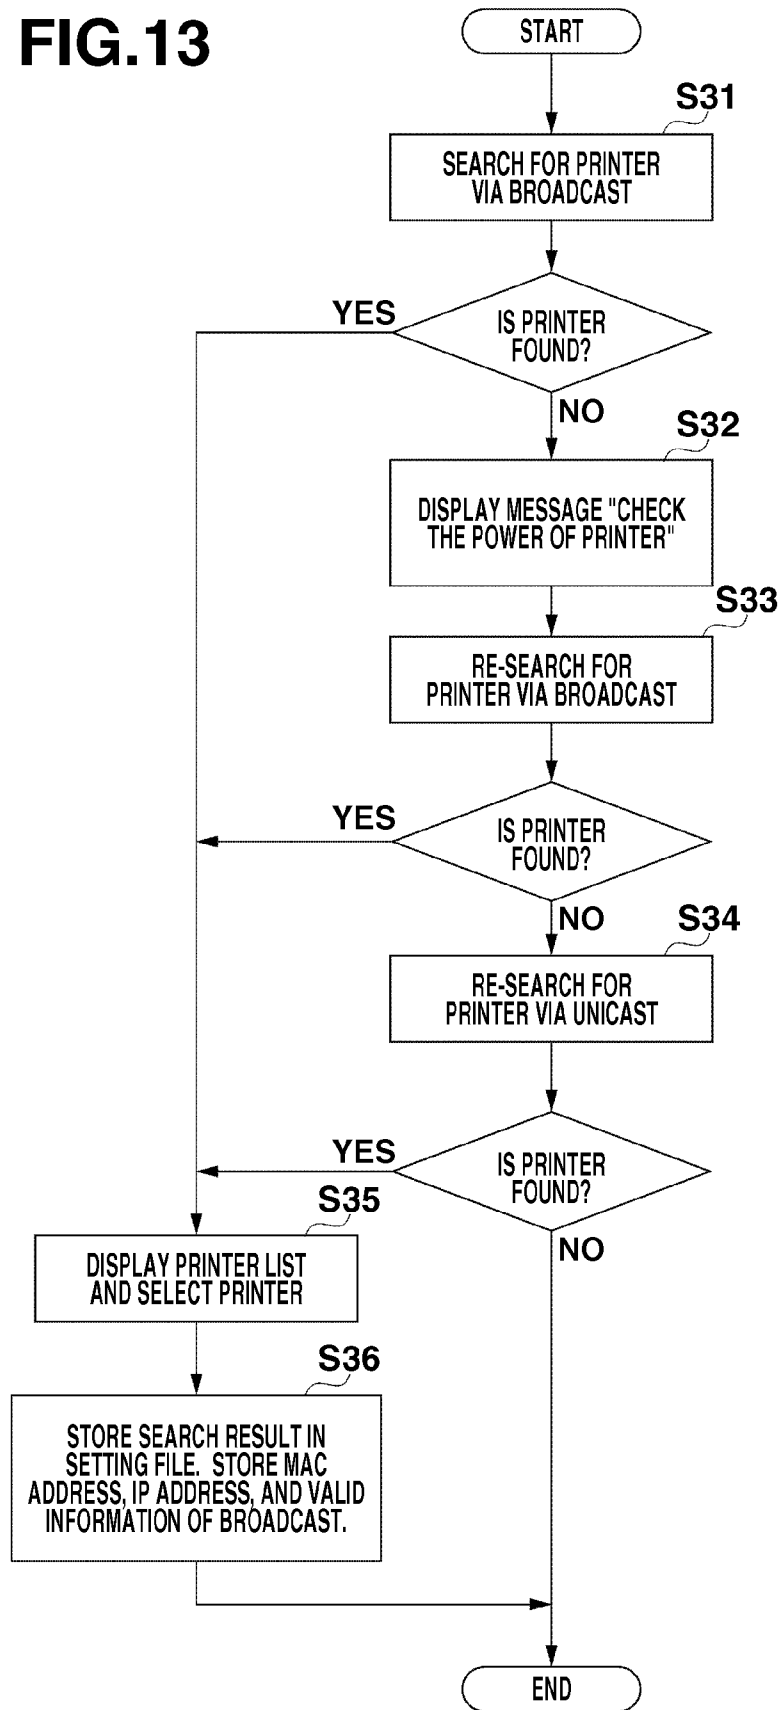 FIG.13
START
S31
SEARCH FOR PRINTER
VIA BROADCAST
YES
IS PRINTER
FOUND?
NO
S32
DISPLAY MESSAGE "CHECK
THE POWER OF PRINTER"
S33
RE-SEARCH FOR
PRINTER VIA BROADCAST
YES
IS PRINTER
FOUND?
NO
S34
RE-SEARCH FOR
PRINTER VIA UNICAST
YES
IS PRINTER
FOUND?
NO
S35
DISPLAY PRINTER LIST
AND SELECT PRINTER
S36
STORE SEARCH RESULT IN
SETTING FILE. STORE MAC
ADDRESS, IP ADDRESS, AND VALID
INFORMATION OF BROADCAST.
END